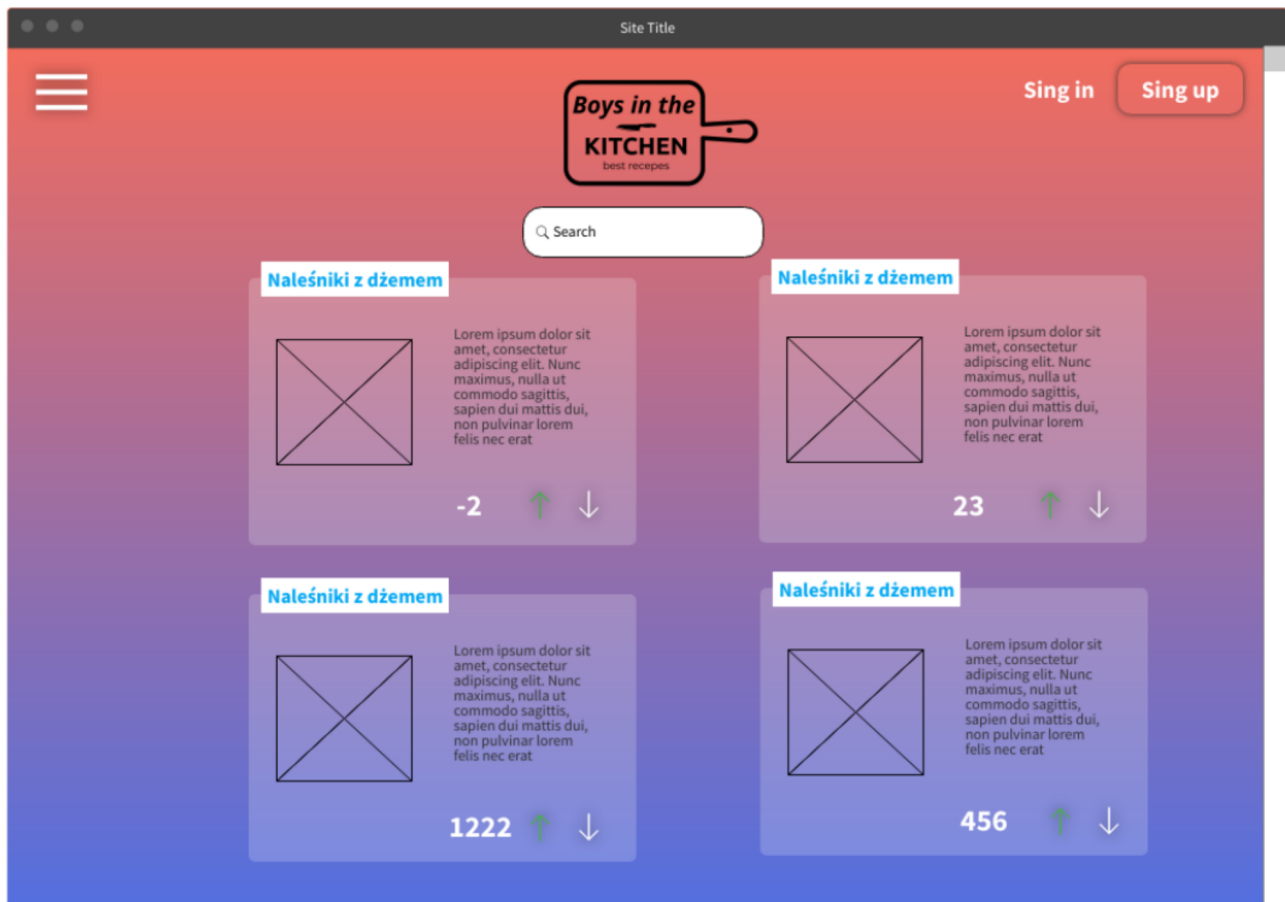 Site Title
Sing in
Sing up
Boys in the
KITCHEN
best recepes
Search
Naleśniki z dżemem
Lorem ipsum dolor sit
amet, consectetur
adipiscing elit. Nunc
maximus, nulla ut
commodo sagittis,
sapien dui mattis dui,
non pulvinar lorem
felis nec erat
-2
Naleśniki z dżemem
Lorem ipsum dolor sit
amet, consectetur
adipiscing elit. Nunc
maximus, nulla ut
commodo sagittis,
sapien dui mattis dui,
non pulvinar lorem
felis nec erat
23
Naleśniki z dżemem
Lorem ipsum dolor sit
amet, consectetur
adipiscing elit. Nunc
maximus, nulla ut
commodo sagittis,
sapien dui mattis dui,
non pulvinar lorem
felis nec erat
1222
Naleśniki z dżemem
Lorem ipsum dolor sit
amet, consectetur
adipiscing elit. Nunc
maximus, nulla ut
commodo sagittis,
sapien dui mattis dui,
non pulvinar lorem
felis nec erat
456